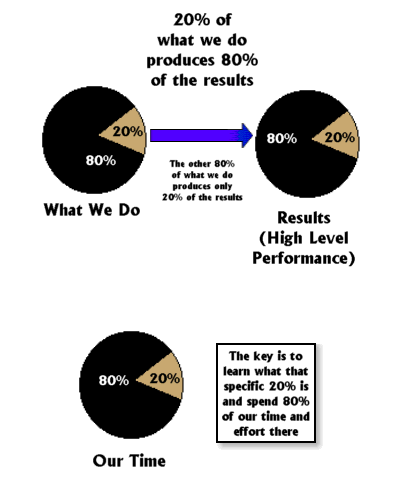 20% of
what we do
produces 80%
of the results
20%
80%
The other 80%
of what we do
produces only
20% of the results
80%
20%
What We Do
Results
(High Level
Performance)
80%
20%
Our Time
The key is to
learn what that
specific 20% is
and spend 80%
of our time and
effort there